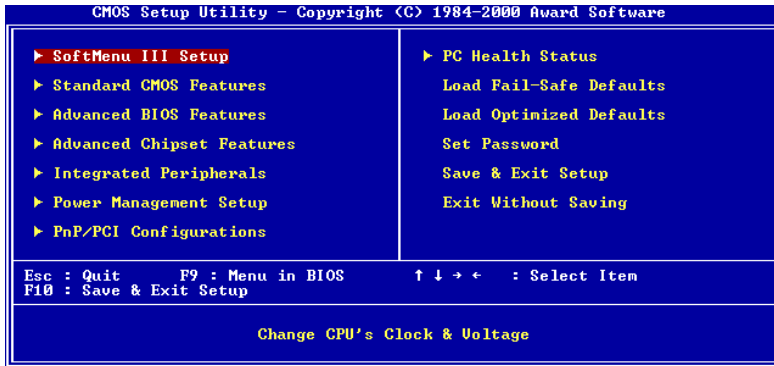 CMOS Setup Utility - Copyright (C) 1984-2000 Award Software
▶ SoftMenu III Setup
▶ Standard CMOS Features
▶ Advanced BIOS Features
▶ Advanced Chipset Features
▶ Integrated Peripherals
▶ Power Management Setup
▶ PnP/PCI Configurations
▶ PC Health Status
Load Fail-Safe Defaults
Load Optimized Defaults
Set Password
Save & Exit Setup
Exit Without Saving
Esc : Quit F9 : Menu in BIOS ↑ ↓ → ← : Select Item
F10 : Save & Exit Setup
Change CPU's Clock & Voltage